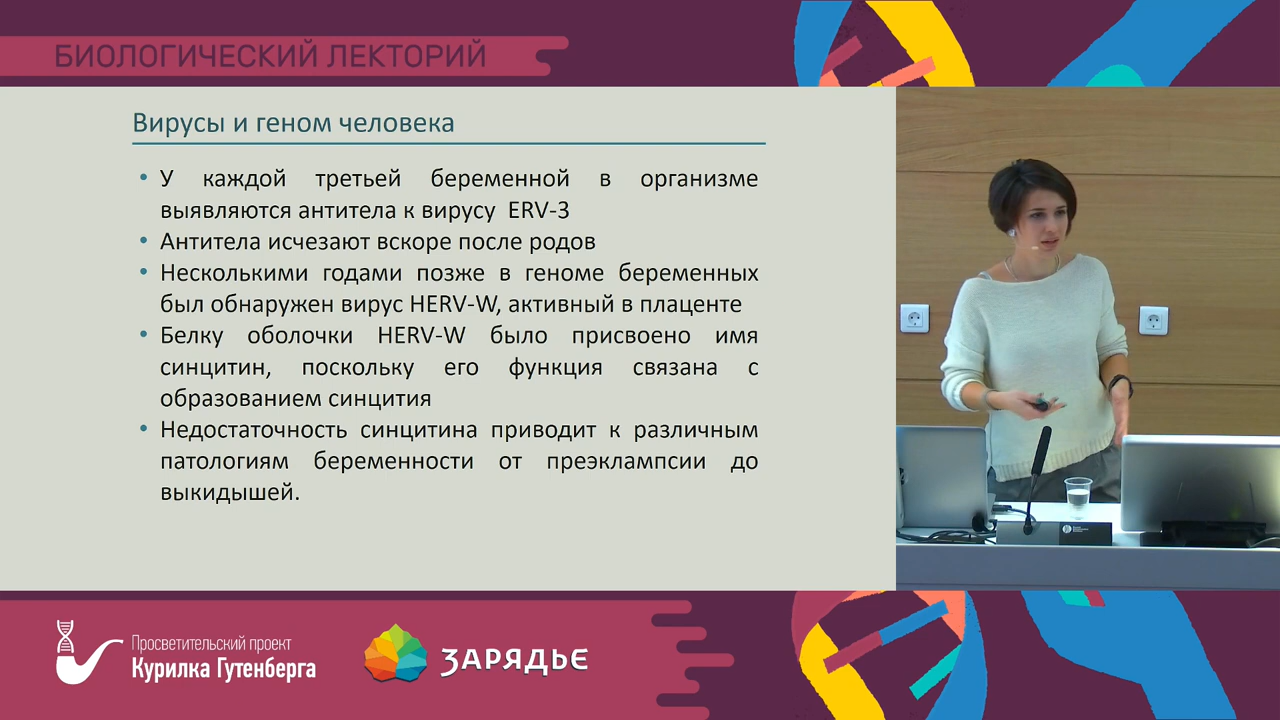 БИОЛОГИЧЕСКИЙ ЛЕКТОРИЙ
Вирусы и геном человека
• У каждой третьей беременной в организме
выявляются антитела к вирусу ERV-3
• Антитела исчезают вскоре после родов
• Несколькими годами позже в геноме беременных
был обнаружен вирус HERV-W, активный в плаценте
• Белку оболочки HERV-W было присвоено имя
синцитин, поскольку его функция связана с
образованием синцития
• Недостаточность синцитина приводит к различным
патологиям беременности от преэклампсии до
выкидышей.
Просветительский проект
Курилка Гутенберга
ЗАРЯДЬЕ